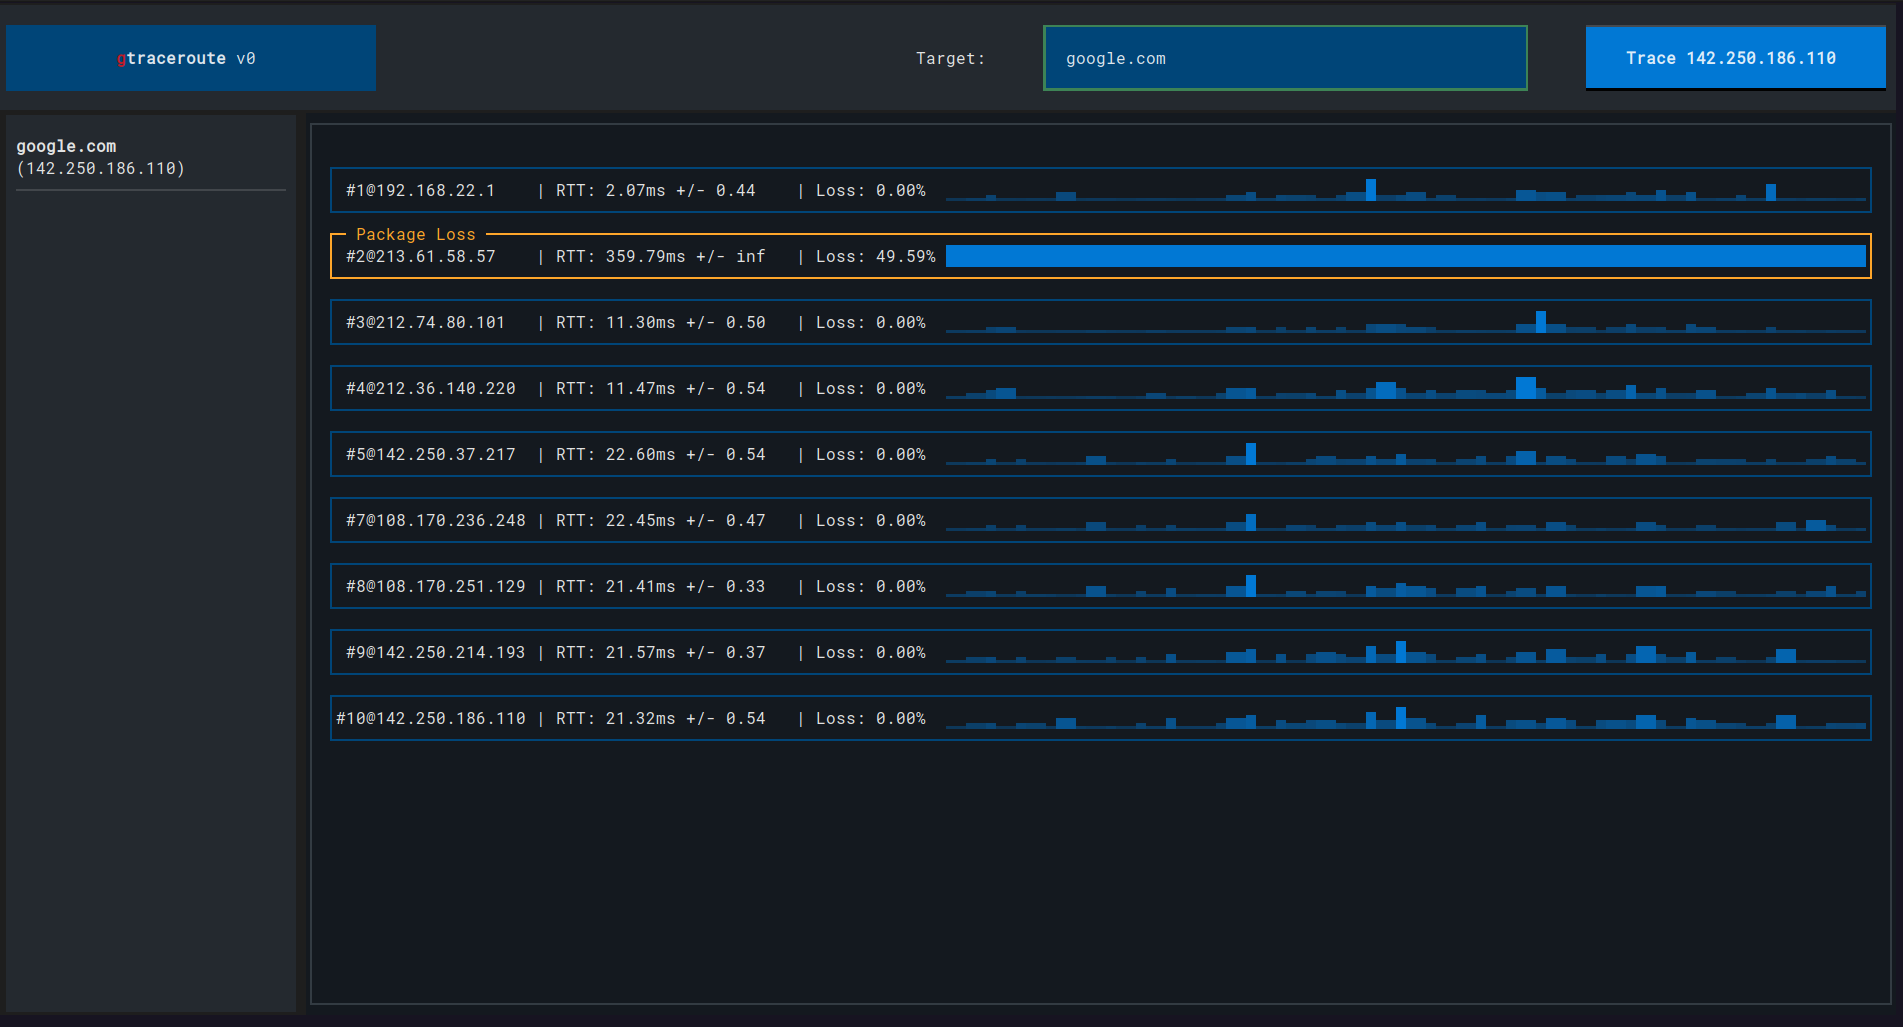 gtraceroute v0
Target:
google.com
Trace 142.250.186.110
google.com
(142.250.186.110)
#1@192.168.22.1 | RTT: 2.07ms +/- 0.44 | Loss: 0.00%
Package Loss
#2@213.61.58.57 | RTT: 359.79ms +/- inf | Loss: 49.59%
#3@212.74.80.101 | RTT: 11.30ms +/- 0.50 | Loss: 0.00%
#4@212.36.140.220 | RTT: 11.47ms +/- 0.54 | Loss: 0.00%
#5@142.250.37.217 | RTT: 22.60ms +/- 0.54 | Loss: 0.00%
#7@108.170.236.248 | RTT: 22.45ms +/- 0.47 | Loss: 0.00%
#8@108.170.251.129 | RTT: 21.41ms +/- 0.33 | Loss: 0.00%
#9@142.250.214.193 | RTT: 21.57ms +/- 0.37 | Loss: 0.00%
#10@142.250.186.110 | RTT: 21.32ms +/- 0.54 | Loss: 0.00%